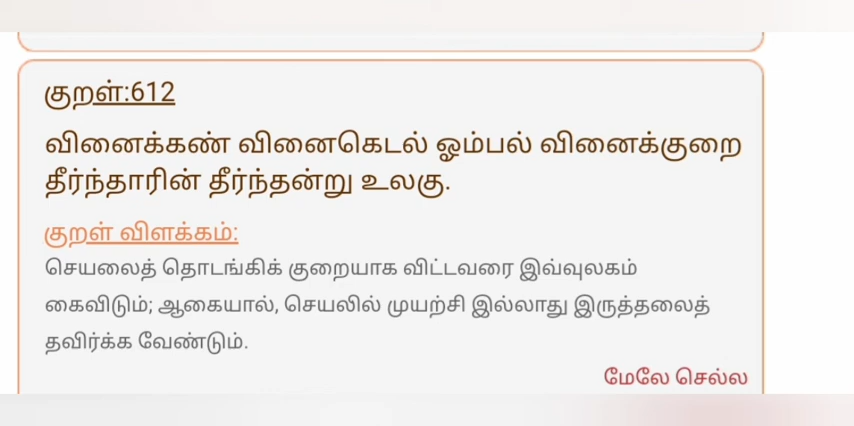 குறள்:612
வினைக்கண் வினைகெடல் ஓம்பல் வினைக்குறை
தீர்ந்தாரின் தீர்ந்தன்று உலகு.
குறள் விளக்கம்:
செயலைத் தொடங்கிக் குறையாக விட்டவரை இவ்வுலகம்
கைவிடும்; ஆகையால், செயலில் முயற்சி இல்லாது இருத்தலைத்
தவிர்க்க வேண்டும்.
மேலே செல்ல